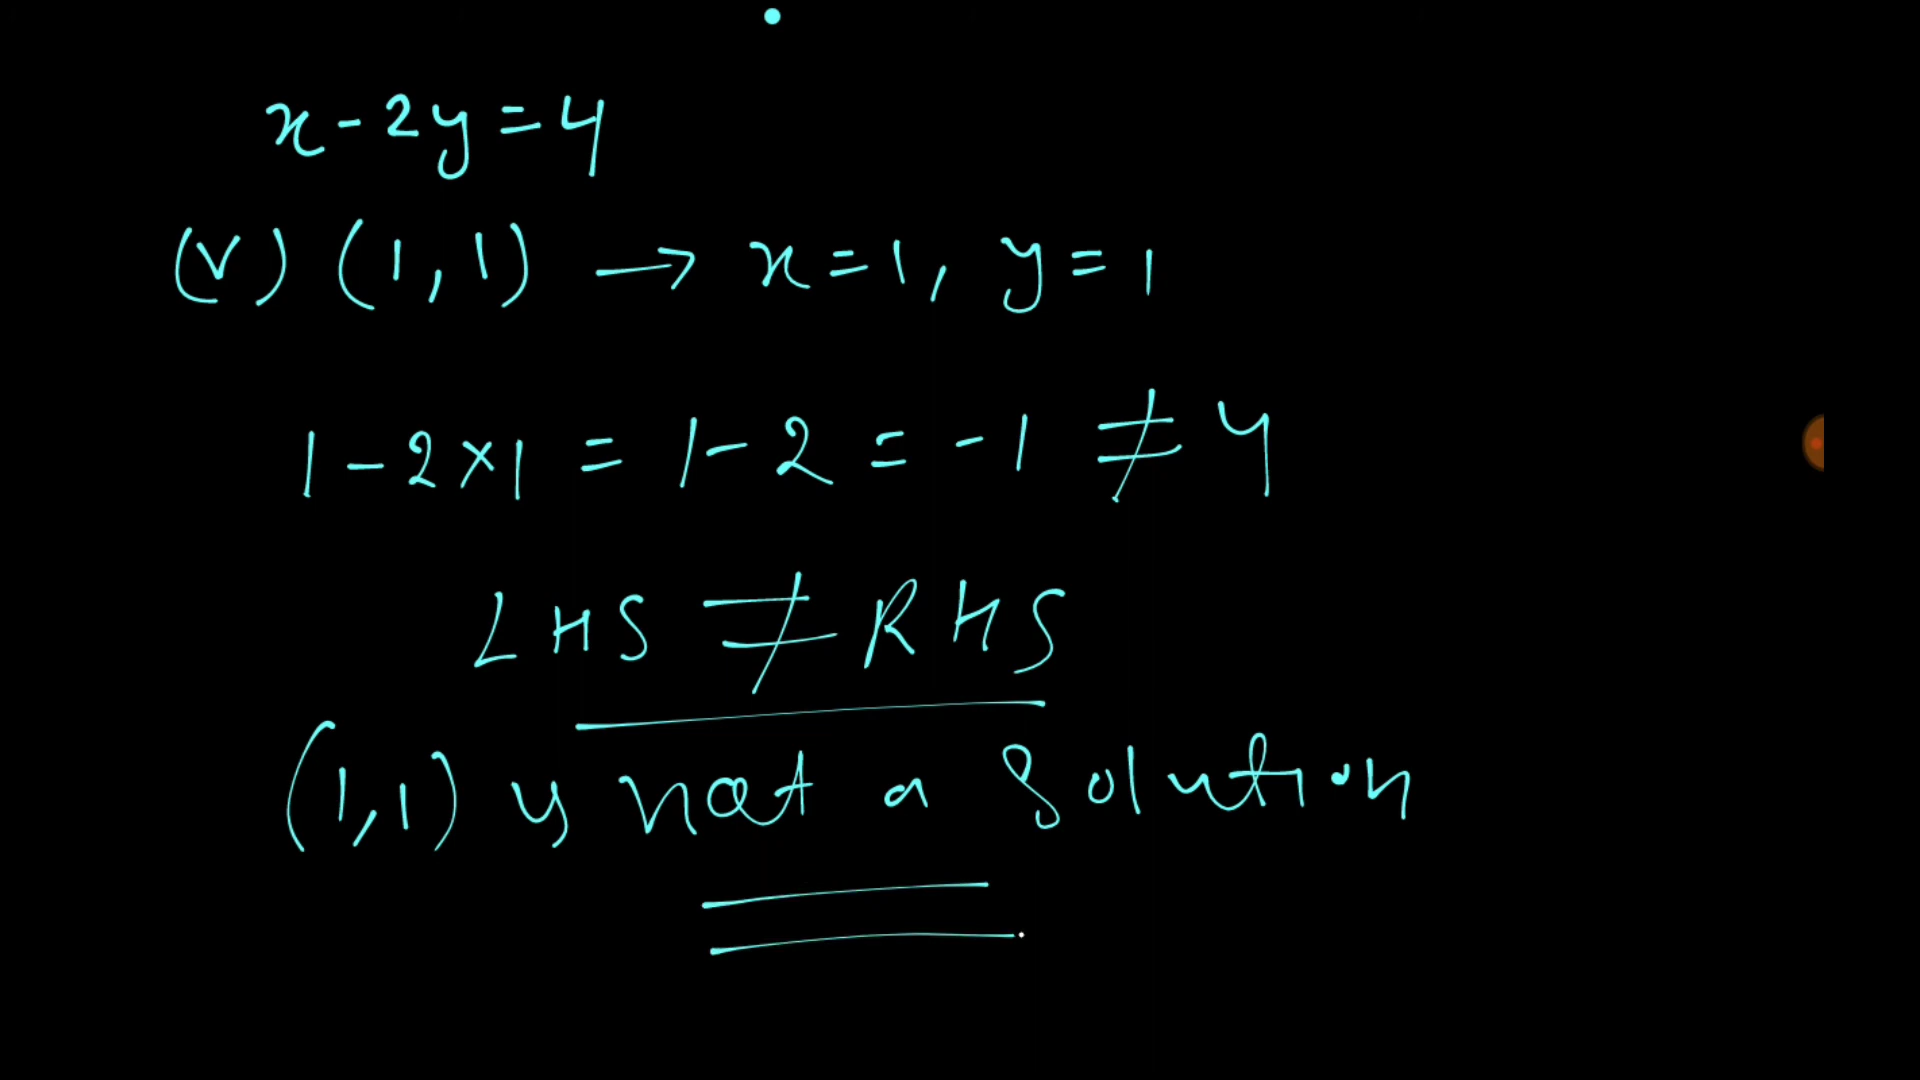 x-2y=4
(v) (1,1) → x=1, y=1
1-2×1 = 1-2 = -1 ≠ 4
LHS ≠ RHS
(1,1) is not a solution